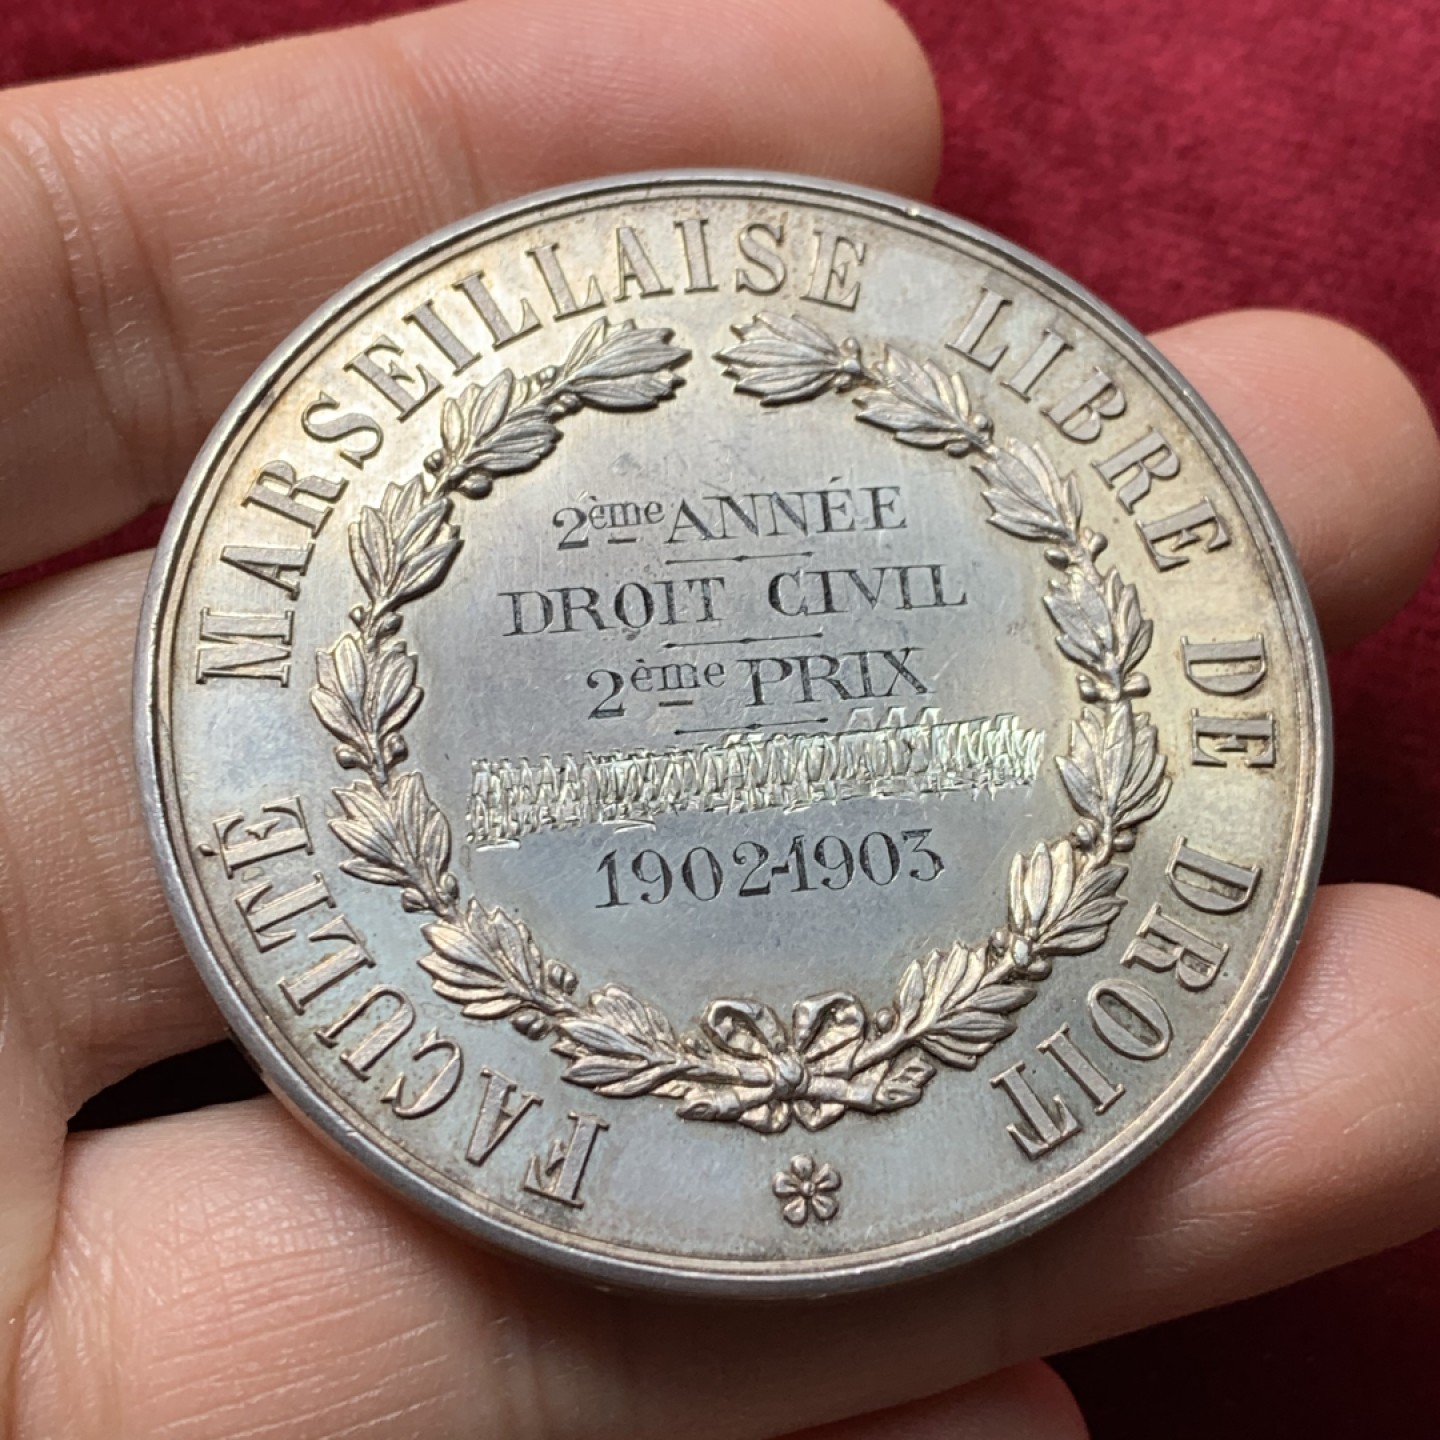 FACULTÉ MARSEILLAISE LIBRE DE DROIT
2ème ANNÉE
DROIT CIVIL
2ème PRIX
1902-1903